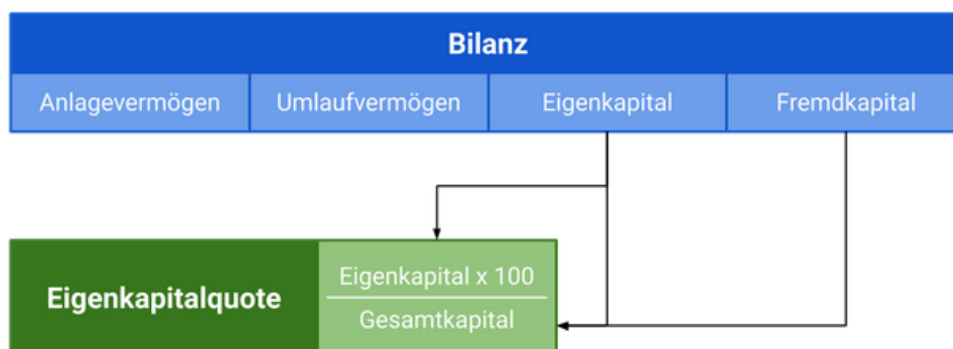 Bilanz
Anlagevermögen Umlaufvermögen Eigenkapital Fremdkapital
Eigenkapitalquote
Eigenkapital x 100
Gesamtkapital